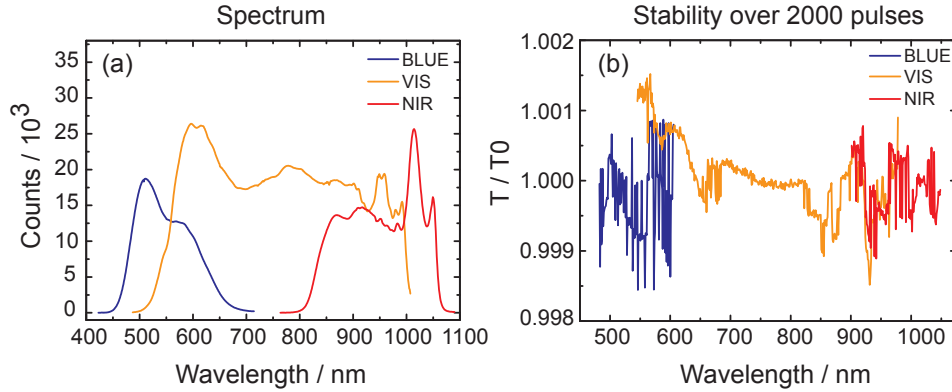 Spectrum
Stability over 2000 pulses
(a)
BLUE
VIS
NIR
35
30
25
20
15
10
5
0
Counts / 10^3
400 500 600 700 800 900 1000 1100
Wavelength / nm
(b)
BLUE
VIS
NIR
1.002
1.001
1.000
0.999
0.998
T / T0
500 600 700 800 900 1000
Wavelength / nm